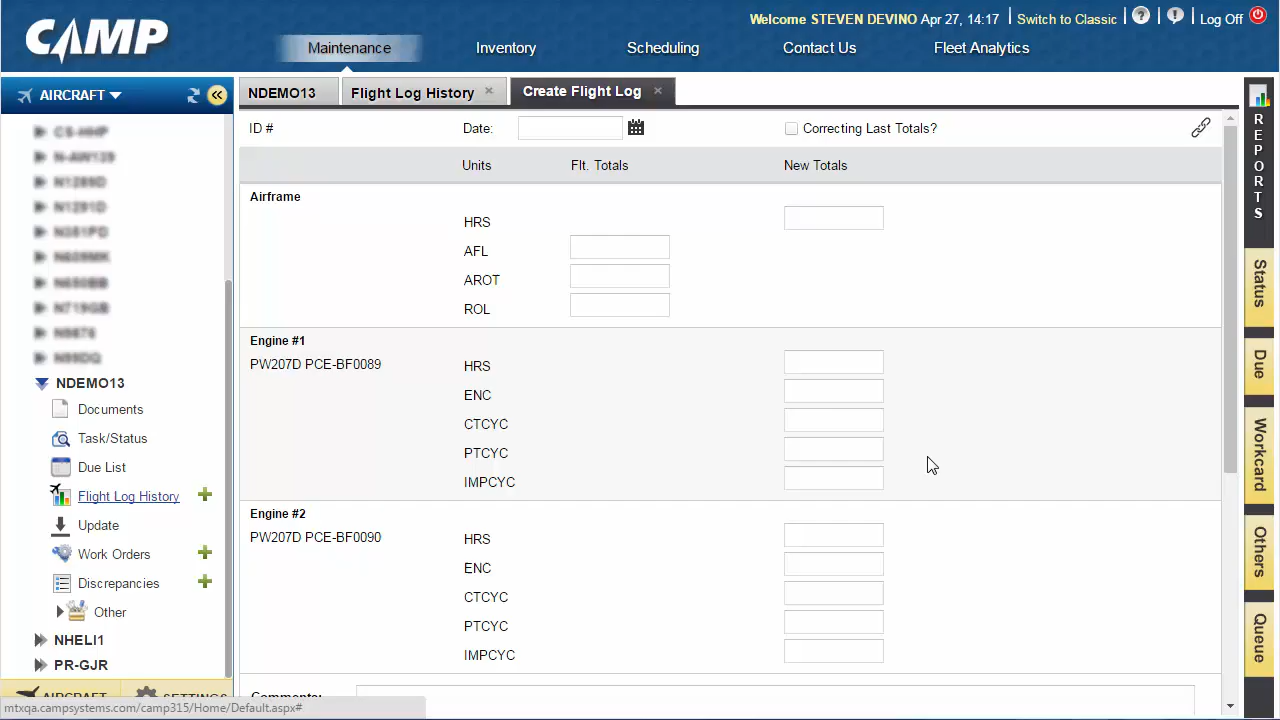 CAMP
Welcome STEVEN DEVINO Apr 27, 14:17 | Switch to Classic | ? | ! | Log Off
Maintenance Inventory Scheduling Contact Us Fleet Analytics
AIRCRAFT
NDEMO13 Flight Log History × Create Flight Log ×
NDEMO13
Documents
Task/Status
Due List
Flight Log History
Update
Work Orders
Discrepancies
Other
NHELI1
PR-GJR
AIRCRAFT SETTINGS
mtxqa.campsystems.com/camp315/Home/Default.aspx#
ID # Date: Correcting Last Totals?
Units Flt. Totals New Totals
Airframe
HRS
AFL
AROT
ROL
Engine #1
PW207D PCE-BF0089 HRS
ENC
CTCYC
PTCYC
IMPCYC
Engine #2
PW207D PCE-BF0090 HRS
ENC
CTCYC
PTCYC
IMPCYC
Comments:
REPORTS
Status
Due
Workcard
Others
Queue